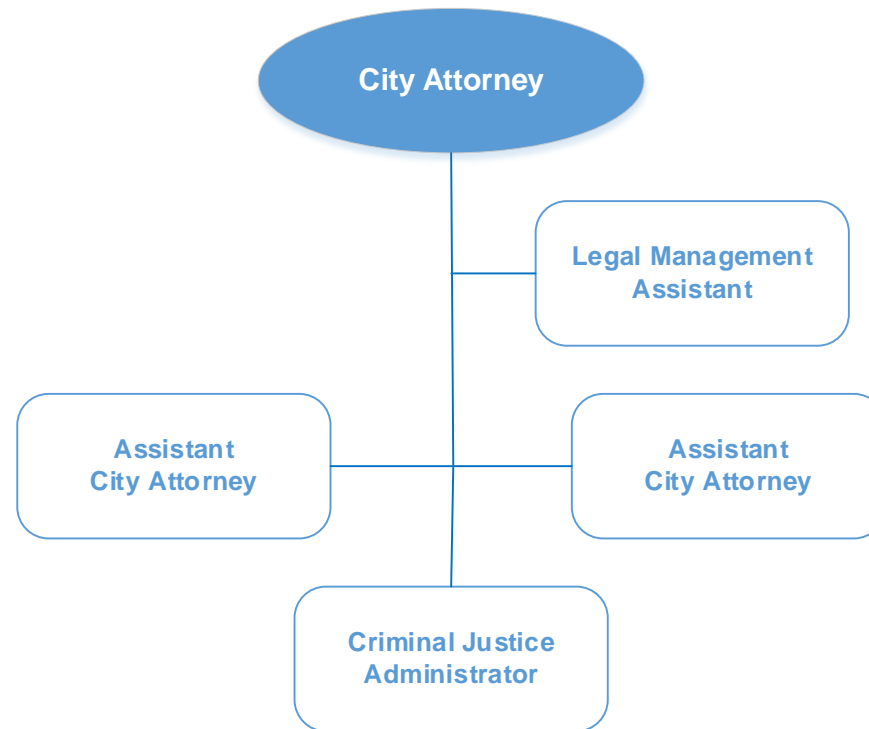 City Attorney
Legal Management
Assistant
Assistant
City Attorney
Assistant
City Attorney
Criminal Justice
Administrator